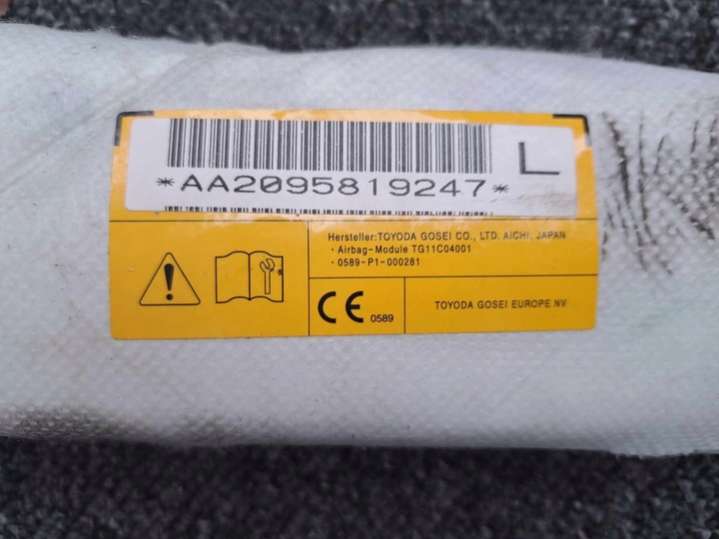 L
*AA2095819247*
Hersteller:TOYODA GOSEI CO., LTD. AICHI, JAPAN
· Airbag-Module TG11C04001
· 0589-P1-000281
CE 0589
TOYODA GOSEI EUROPE NV